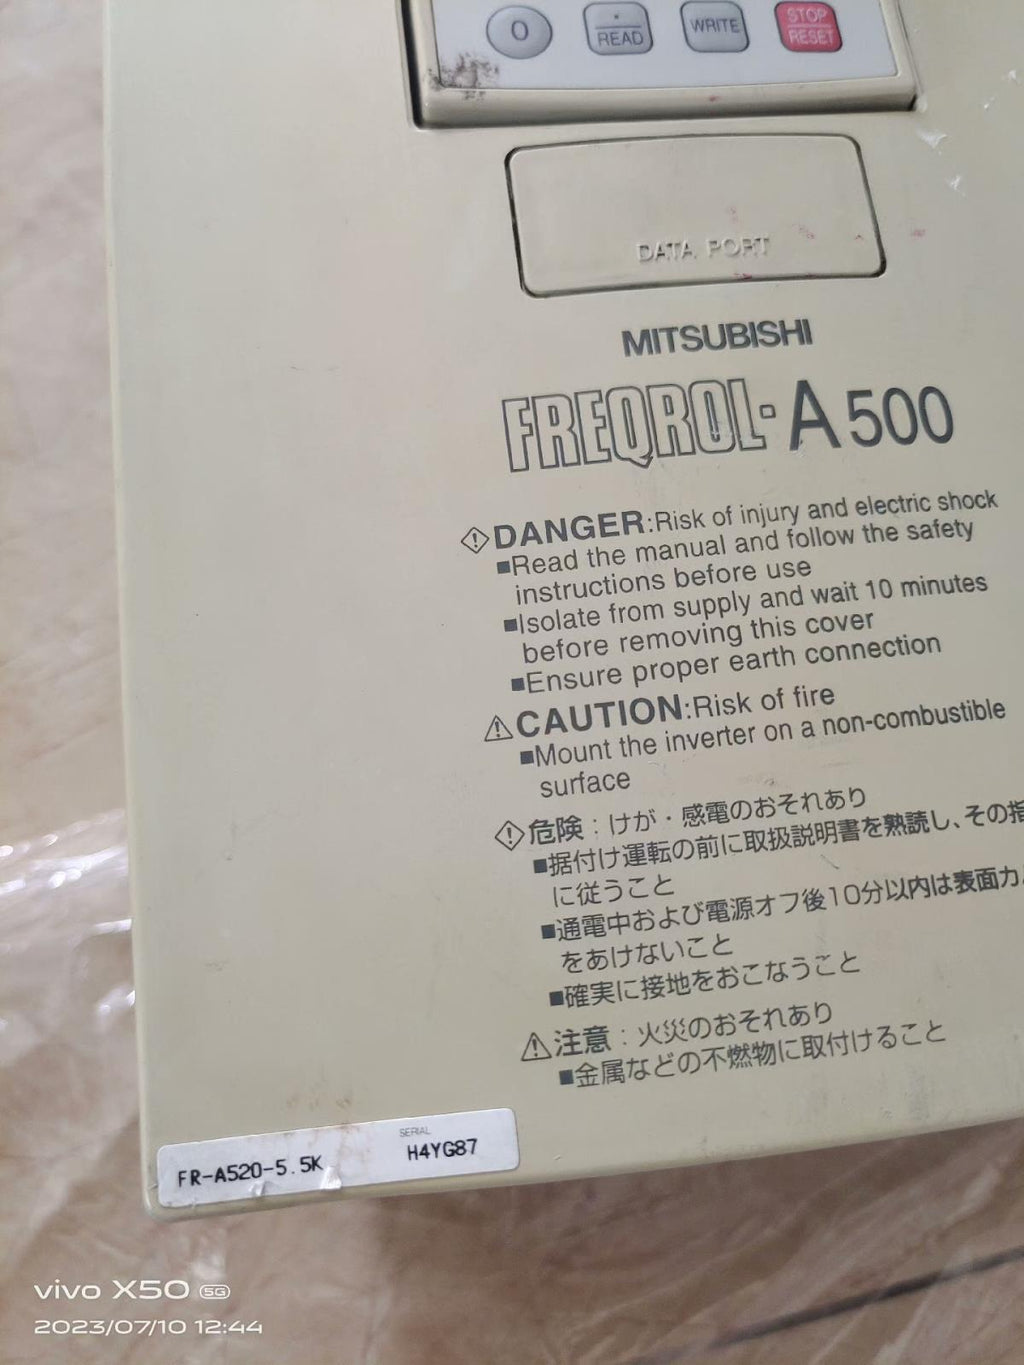 0
READ
WRITE
STOP
RESET
DATA PORT
MITSUBISHI
FREQROL-A500
DANGER:Risk of injury and electric shock
■Read the manual and follow the safety
instructions before use
■Isolate from supply and wait 10 minutes
before removing this cover
■Ensure proper earth connection
CAUTION:Risk of fire
■Mount the inverter on a non-combustible
surface
危険：けが・感電のおそれあり
■据付け運転の前に取扱説明書を熟読し、その指
に従うこと
■通電中および電源オフ後10分以内は表面カ
をあけないこと
■確実に接地をおこなうこと
注意：火災のおそれあり
■金属などの不燃物に取付けること
SERIAL
FR-A520-5.5K H4YG87
vivo X50 5G
2023/07/10 12:44